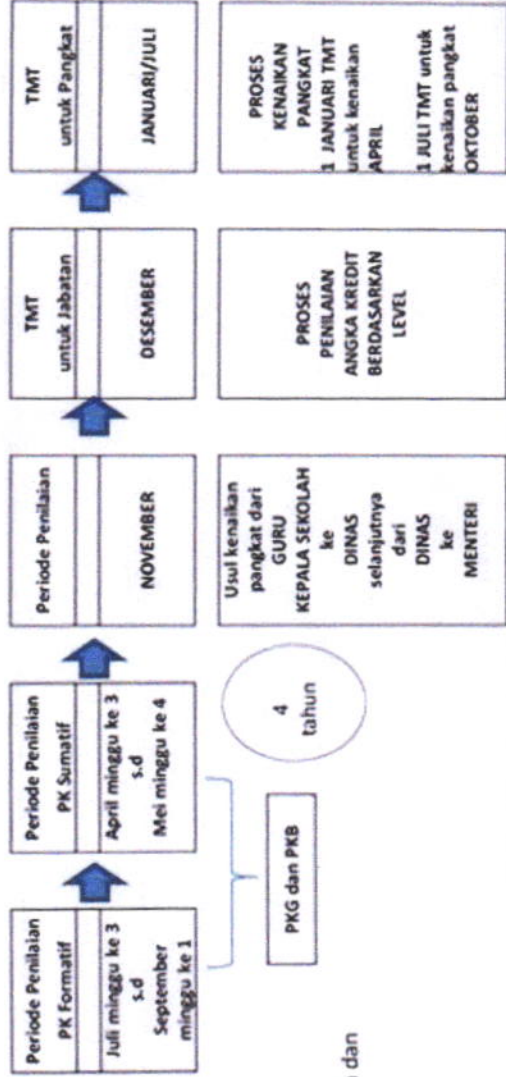 Periode Penilaian
PK Formatif
Juli minggu ke 3
s.d
September
minggu ke 1
Periode Penilaian
PK Sumatif
April minggu ke 3
s.d
Mei minggu ke 4
PKG dan PKB
4
tahun
Periode Penilaian
NOVEMBER
Usul kenaikan
pangkat dari
GURU
KEPALA SEKOLAH
ke
DINAS
selanjutnya
dari
DINAS
ke
MENTERI
TMT
untuk Jabatan
DESEMBER
PROSES
PENILAIAN
ANGKA KREDIT
BERDASARKAN
LEVEL
TMT
untuk Pangkat
JANUARI/JULI
PROSES
KENAIKAN
PANGKAT
1 JANUARI TMT
untuk kenaikan
APRIL
1 JULI TMT untuk
kenaikan pangkat
OKTOBER
dan